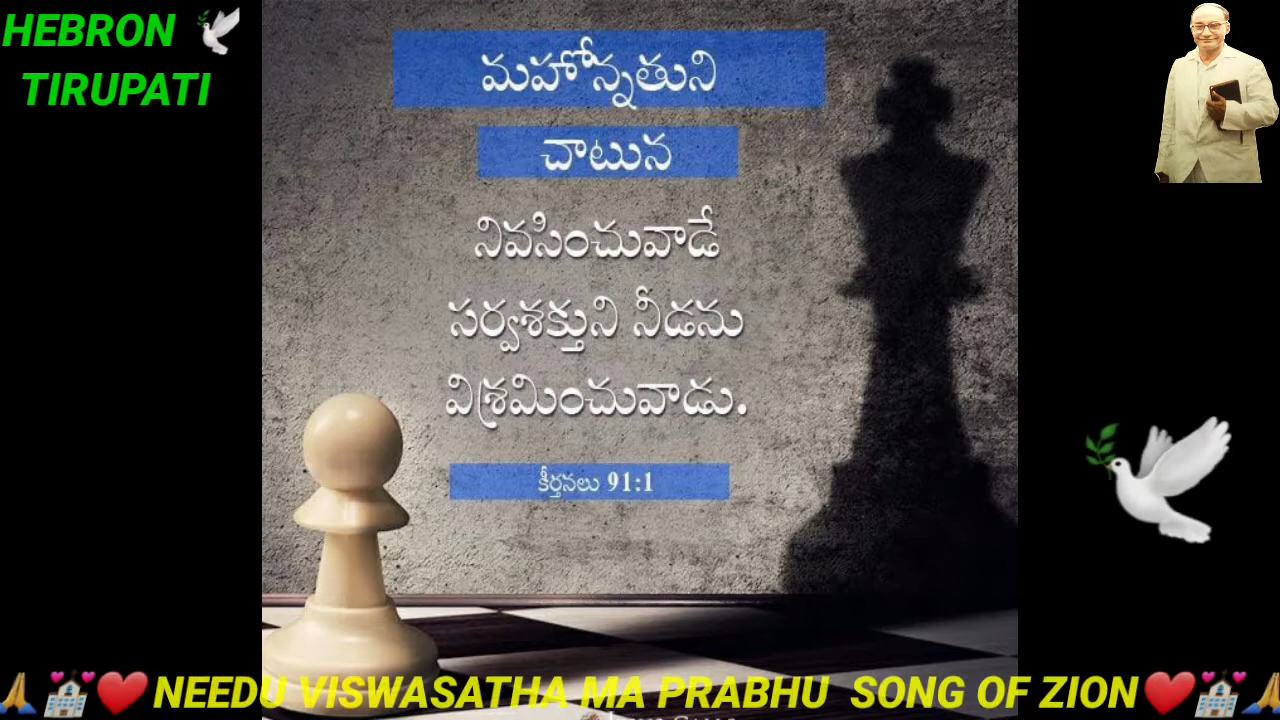 HEBRON 🕊
TIRUPATI
మహోన్నతుని
చాటున
నివసించువాడే
సర్వశక్తుని నీడను
విశ్రమించువాడు.
కీర్తనలు 91:1
NEEDU VISWASATHA MA PRABHU SONG OF ZION